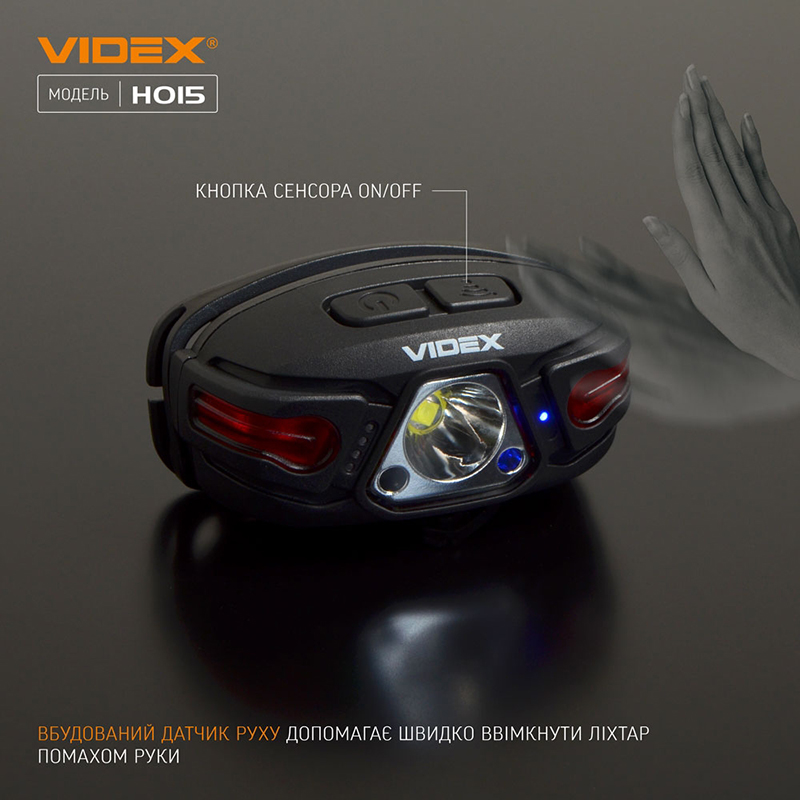 VIDEX®
МОДЕЛЬ | H015
КНОПКА СЕНСОРА ON/OFF
VIDEX
ВБУДОВАНИЙ ДАТЧИК РУХУ ДОПОМАГАЄ ШВИДКО ВВІМКНУТИ ЛІХТАР
ПОМАХОМ РУКИ